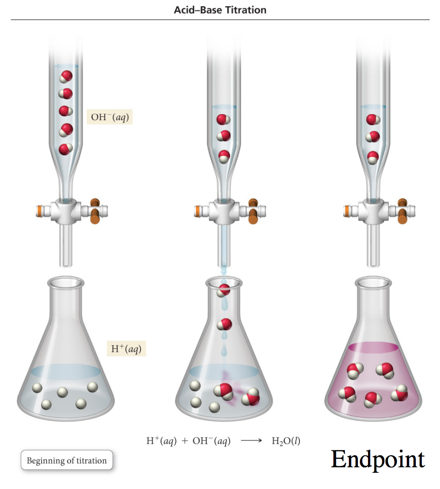 Acid–Base Titration
OH⁻(aq)
H⁺(aq)
H⁺(aq) + OH⁻(aq) ⟶ H₂O(l)
Beginning of titration
Endpoint